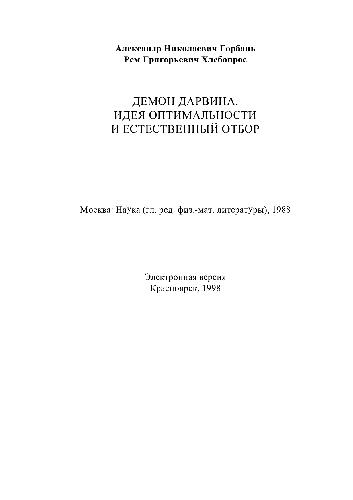 Александр Николаевич Горбань
Рем Григорьевич Хлебопрос
ДЕМОН ДАРВИНА.
ИДЕЯ ОПТИМАЛЬНОСТИ
И ЕСТЕСТВЕННЫЙ ОТБОР
Москва: Наука (гл. ред. физ.-мат. литературы), 1988
Электронная версия
Красноярск, 1998